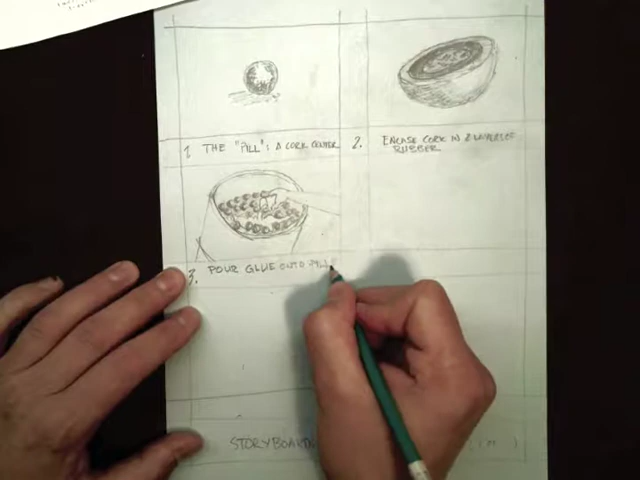 1 THE "PILL": A CORK CENTER
2. ENCASE CORK IN 2 LAYERS OF
RUBBER
3. POUR GLUE ONTO PILL
STORYBOARD